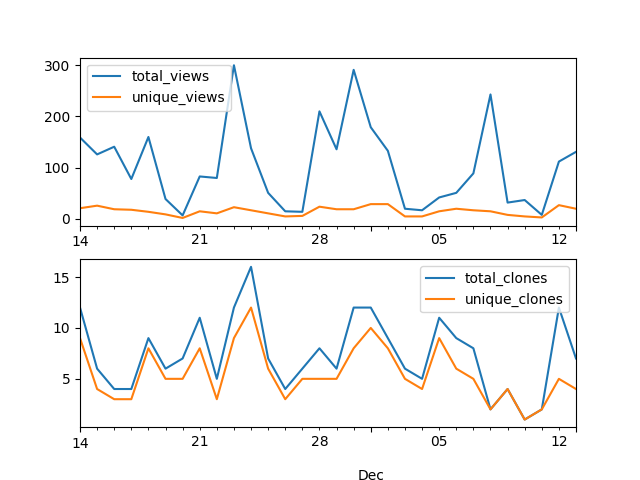 300
200
100
0
total_views
unique_views
14 21 28 05 12
15
10
5
total_clones
unique_clones
14 21 28 05 12
Dec